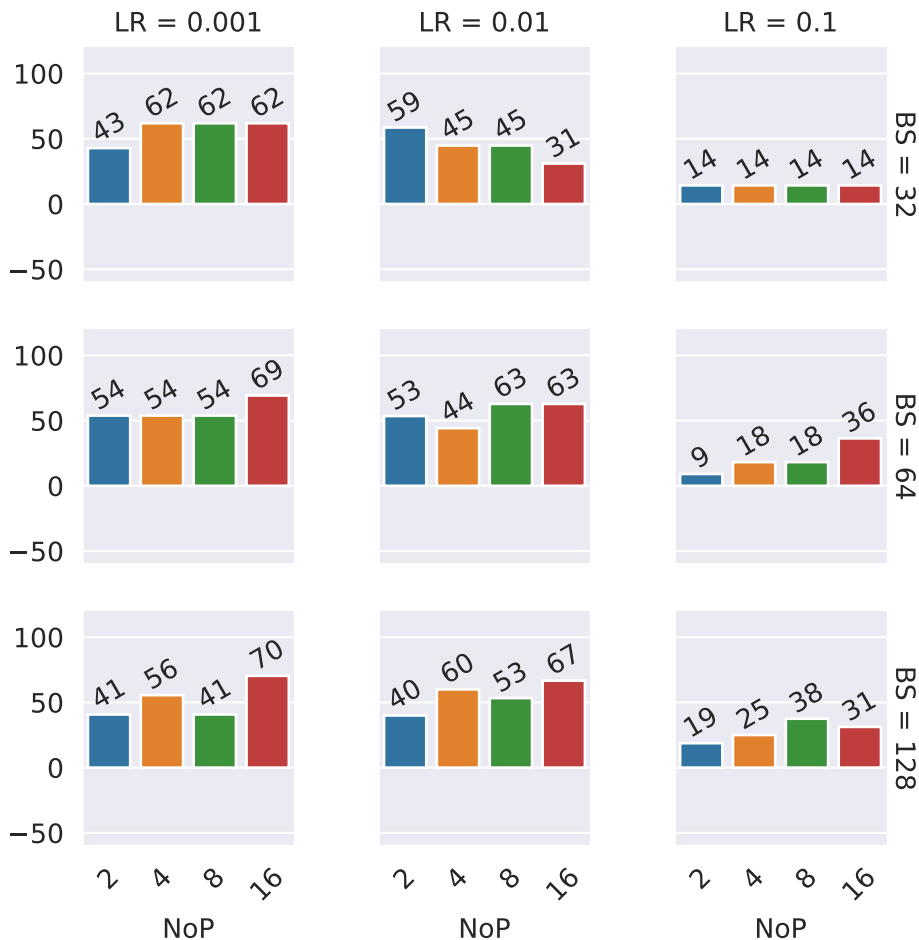 LR = 0.001 LR = 0.01 LR = 0.1
100
50
0
−50
43 62 62 62
59 45 45 31
14 14 14 14
BS = 32
100
50
0
−50
54 54 54 69
53 44 63 63
9 18 18 36
BS = 64
100
50
0
−50
41 56 41 70
40 60 53 67
19 25 38 31
BS = 128
2 4 8 16
2 4 8 16
2 4 8 16
NoP NoP NoP